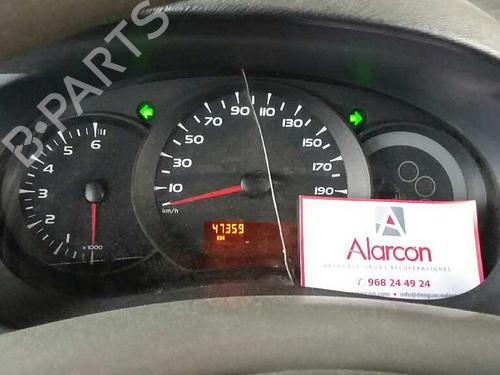 B-PARTS
90 110
70 130
50 150
30 170
10 190
km/h
6
5
4
3
2
1
x1000
47359
KM
Alarcon
DESGUACE GRUAS RECUPERACIONES
968 24 49 24